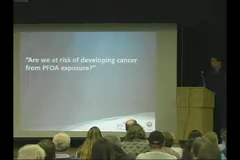 "Are we at risk of developing cancer
from PFOA exposure?"